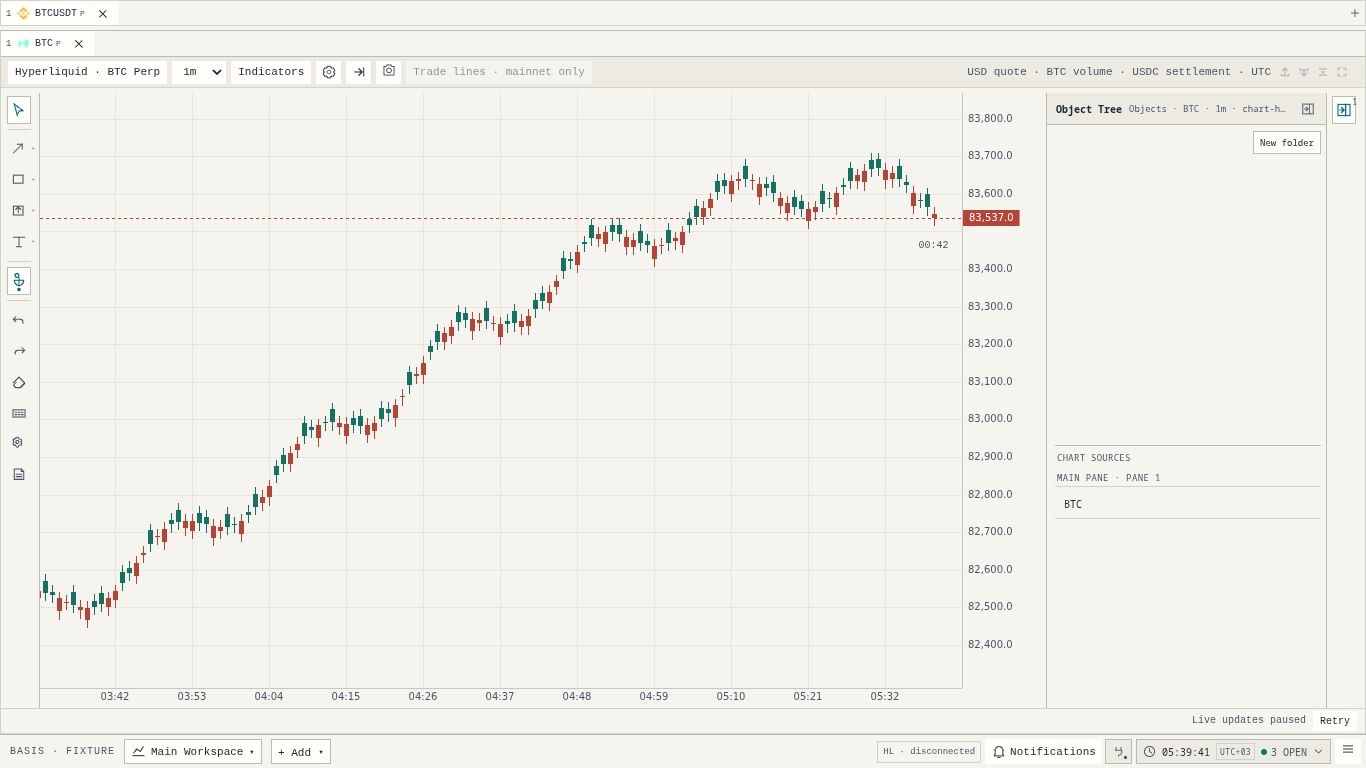 1 BTCUSDT P
1 BTC P
Hyperliquid · BTC Perp 1m Indicators Trade lines · mainnet only USD quote · BTC volume · USDC settlement · UTC
Object Tree Objects · BTC · 1m · chart-h… 1
New folder
83,800.0
83,700.0
83,600.0
83,537.0
00:42
83,400.0
83,300.0
83,200.0
83,100.0
83,000.0
82,900.0
82,800.0
82,700.0
82,600.0
82,500.0
82,400.0
CHART SOURCES
MAIN PANE · PANE 1
BTC
03:42 03:53 04:04 04:15 04:26 04:37 04:48 04:59 05:10 05:21 05:32
Live updates paused Retry
BASIS · FIXTURE Main Workspace + Add HL · disconnected Notifications 05:39:41 UTC+03 3 OPEN